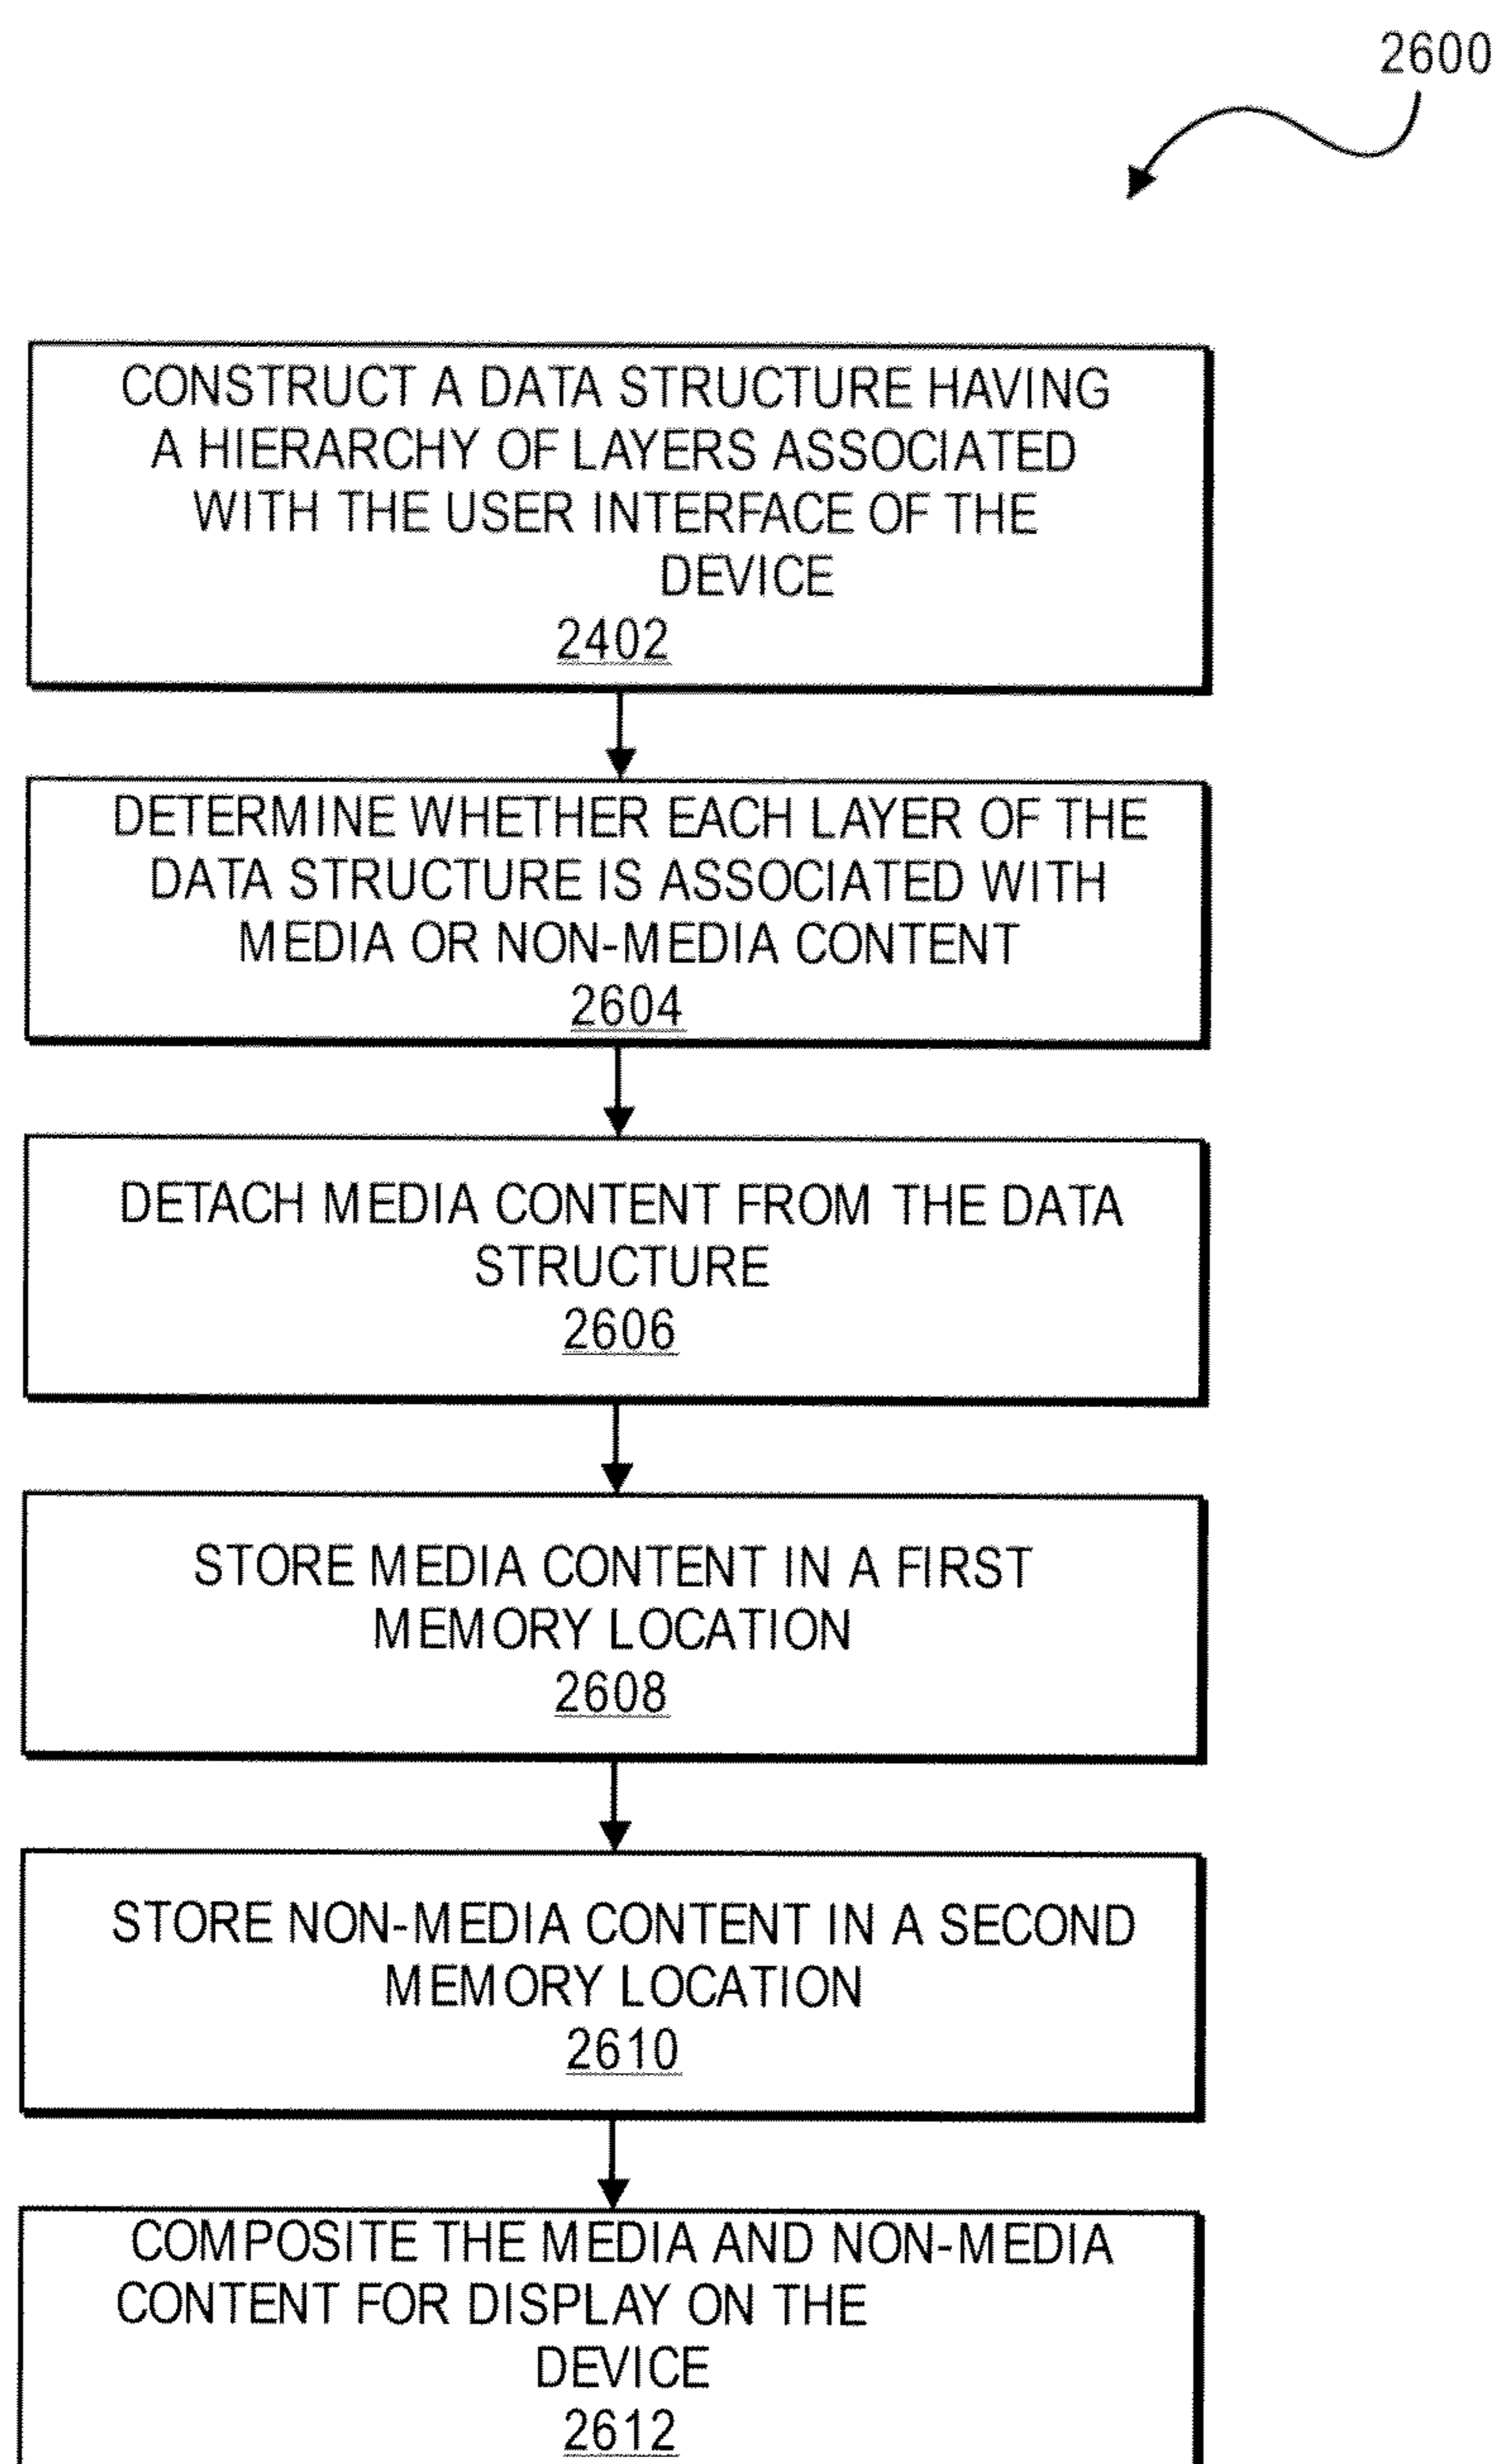 2600
CONSTRUCT A DATA STRUCTURE HAVING
A HIERARCHY OF LAYERS ASSOCIATED
WITH THE USER INTERFACE OF THE
DEVICE
2402
DETERMINE WHETHER EACH LAYER OF THE
DATA STRUCTURE IS ASSOCIATED WITH
MEDIA OR NON-MEDIA CONTENT
2604
DETACH MEDIA CONTENT FROM THE DATA
STRUCTURE
2606
STORE MEDIA CONTENT IN A FIRST
MEMORY LOCATION
2608
STORE NON-MEDIA CONTENT IN A SECOND
MEMORY LOCATION
2610
COMPOSITE THE MEDIA AND NON-MEDIA
CONTENT FOR DISPLAY ON THE
DEVICE
2612